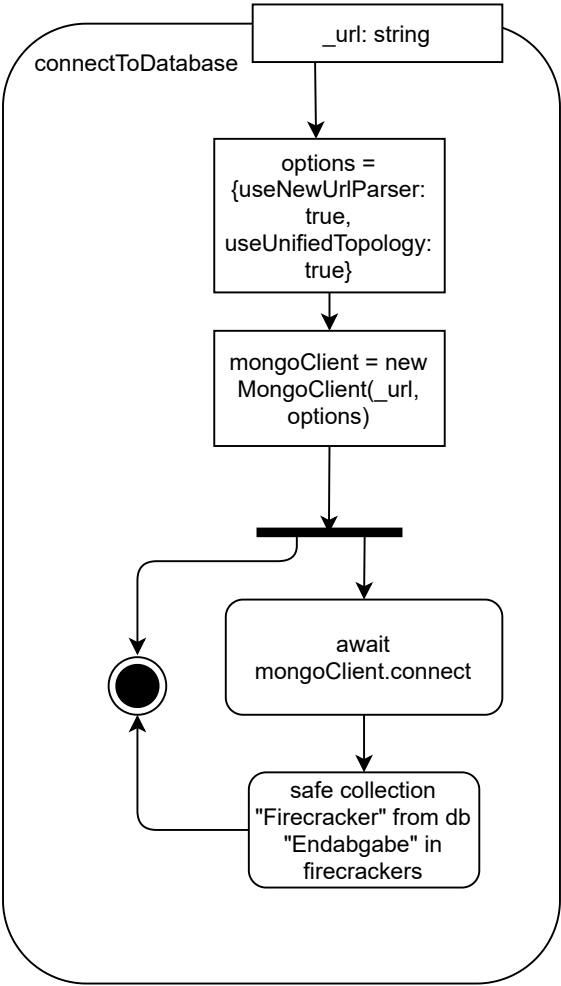 _url: string
connectToDatabase
options =
{useNewUrlParser:
true,
useUnifiedTopology:
true}
mongoClient = new
MongoClient(_url,
options)
await
mongoClient.connect
safe collection
"Firecracker" from db
"Endabgabe" in
firecrackers